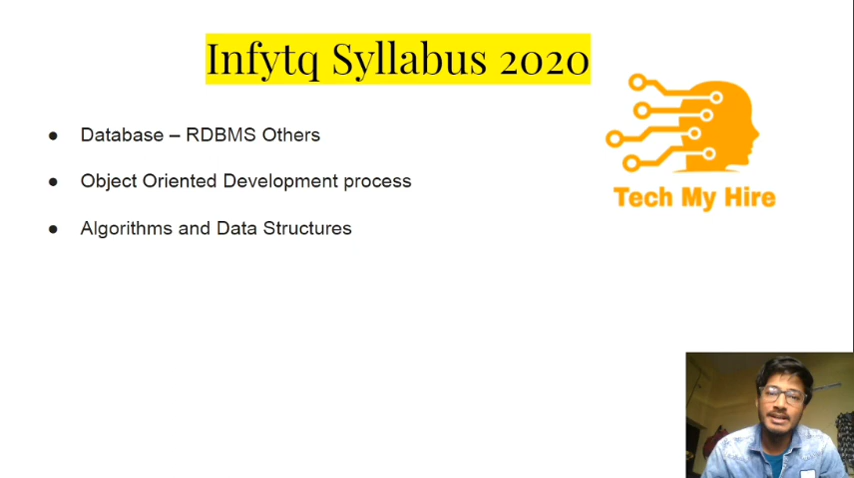 Infytq Syllabus 2020
● Database – RDBMS Others
● Object Oriented Development process
● Algorithms and Data Structures
Tech My Hire